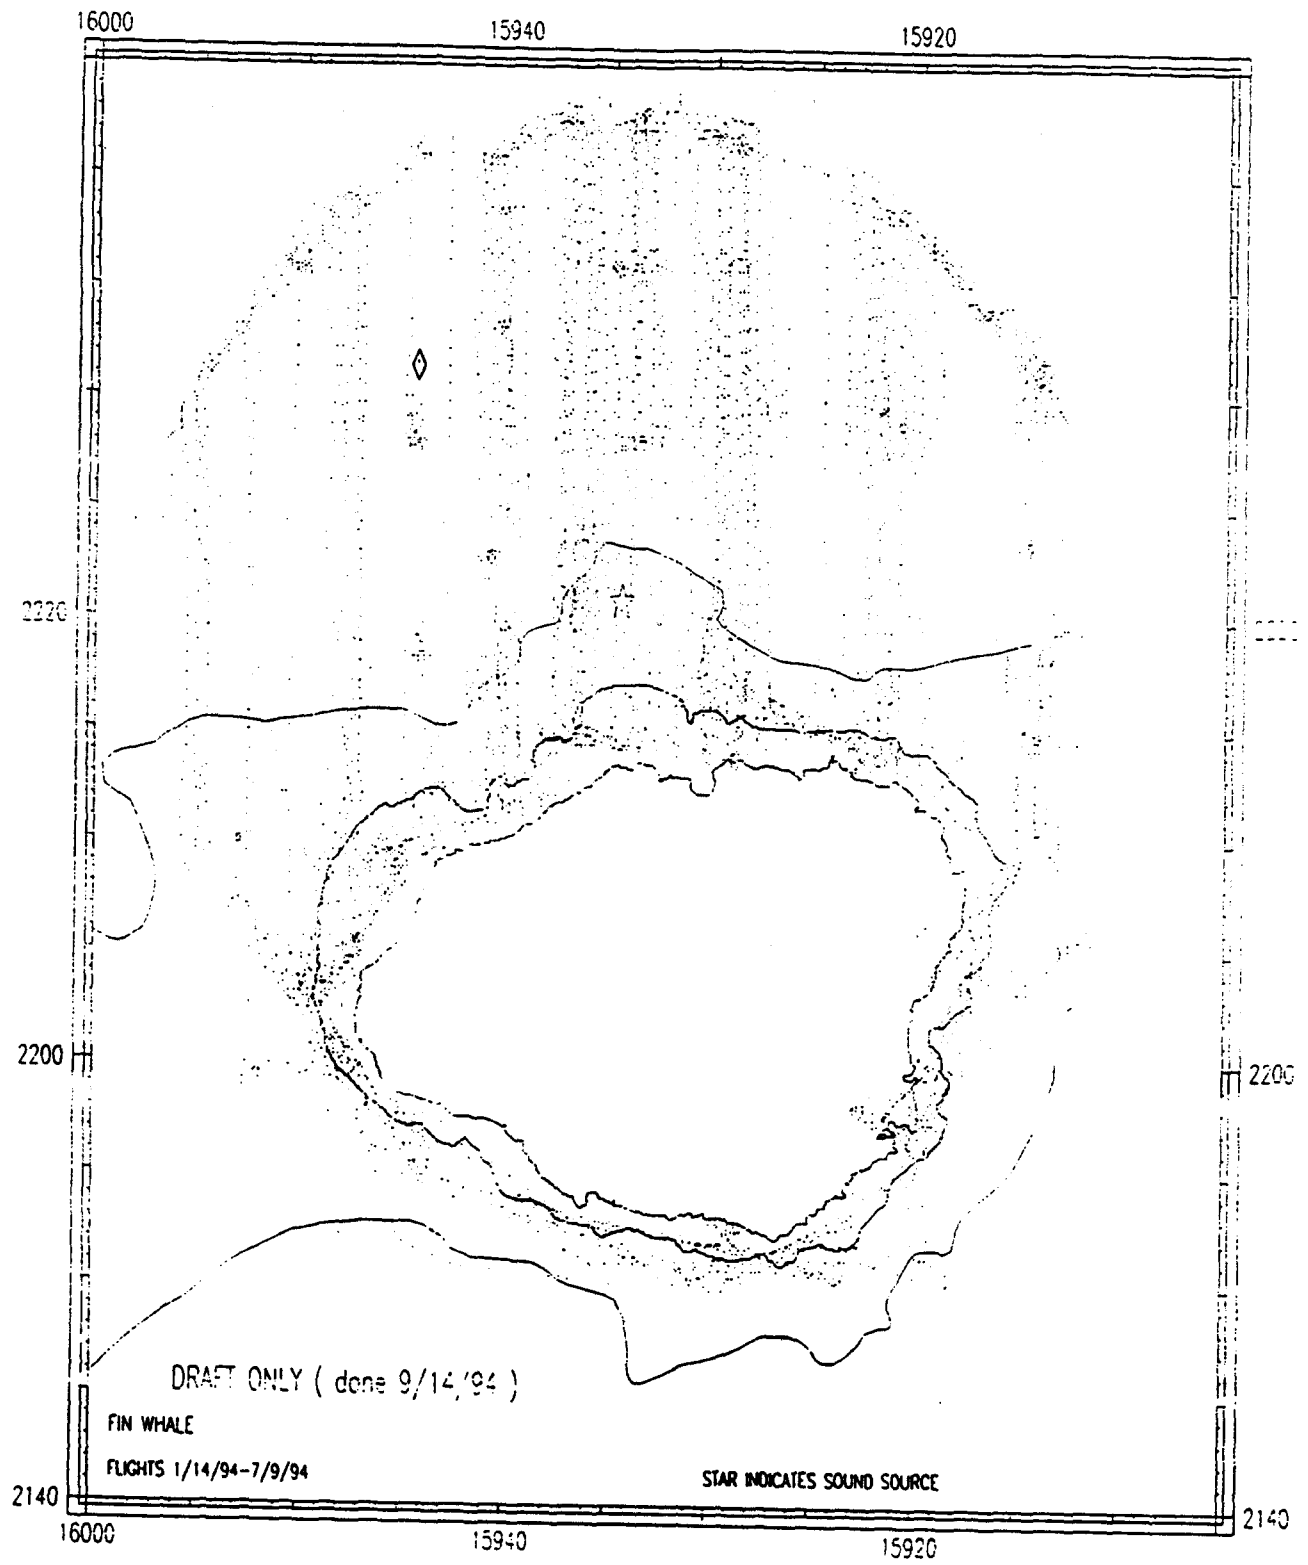 16000 15940 15920
2220
2200 2200
DRAFT ONLY ( done 9/14/94 )
FIN WHALE
FLIGHTS 1/14/94-7/9/94
STAR INDICATES SOUND SOURCE
2140 2140
16000 15940 15920